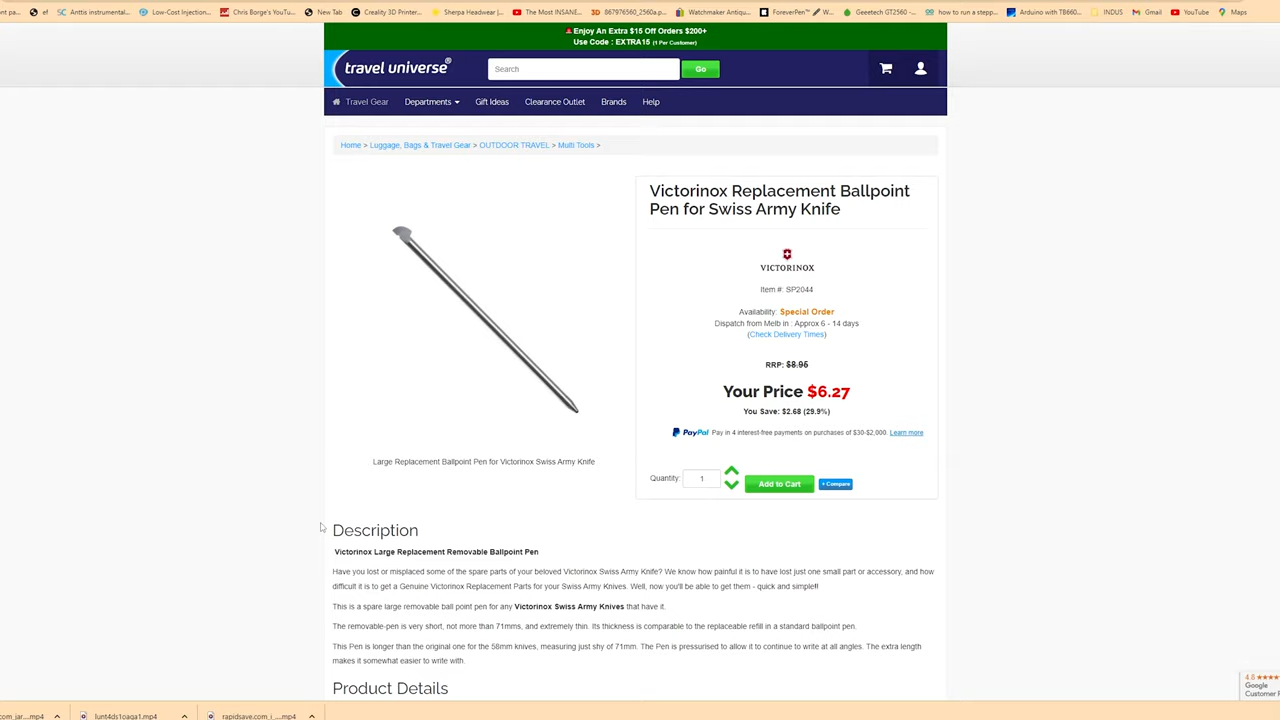 ef
Anttis instrumental...
Low-Cost Injection...
Chris Borge's YouTu...
New Tab
Creality 3D Printer...
Sherpa Headwear |...
The Most INSANE...
867976560_2560a.p...
Watchmaker Antiqu...
ForeverPen™ / W...
Geeetech GT2560 -...
how to run a stepp...
Arduino with TB660...
INDUS
Gmail
YouTube
Maps
Enjoy An Extra $15 Off Orders $200+
Use Code : EXTRA15 (1 Per Customer)
travel universe®
Search
Go
Travel Gear
Departments
Gift Ideas
Clearance Outlet
Brands
Help
Home > Luggage, Bags & Travel Gear > OUTDOOR TRAVEL > Multi Tools >
Victorinox Replacement Ballpoint
Pen for Swiss Army Knife
VICTORINOX
Item #: SP2044
Availability: Special Order
Dispatch from Melb in : Approx 6 - 14 days
(Check Delivery Times)
RRP: $8.95
Your Price $6.27
You Save: $2.68 (29.9%)
PayPal Pay in 4 interest-free payments on purchases of $30-$2,000. Learn more
Large Replacement Ballpoint Pen for Victorinox Swiss Army Knife
Quantity: 1
Add to Cart
+ Compare
Description
Victorinox Large Replacement Removable Ballpoint Pen
Have you lost or misplaced some of the spare parts of your beloved Victorinox Swiss Army Knife? We know how painful it is to have lost just one small part or accessory, and how
difficult it is to get a Genuine Victorinox Replacement Parts for your Swiss Army Knives. Well, now you'll be able to get them - quick and simple!!
This is a spare large removable ball point pen for any Victorinox Swiss Army Knives that have it.
The removable-pen is very short, not more than 71mms, and extremely thin. Its thickness is comparable to the replaceable refill in a standard ballpoint pen.
This Pen is longer than the original one for the 58mm knives, measuring just shy of 71mm. The Pen is pressurised to allow it to continue to write at all angles. The extra length
makes it somewhat easier to write with.
Product Details
4.8
Google
Customer
com_jar....mp4
lunt4ds1oaga1.mp4
rapidsave.com_i_....mp4